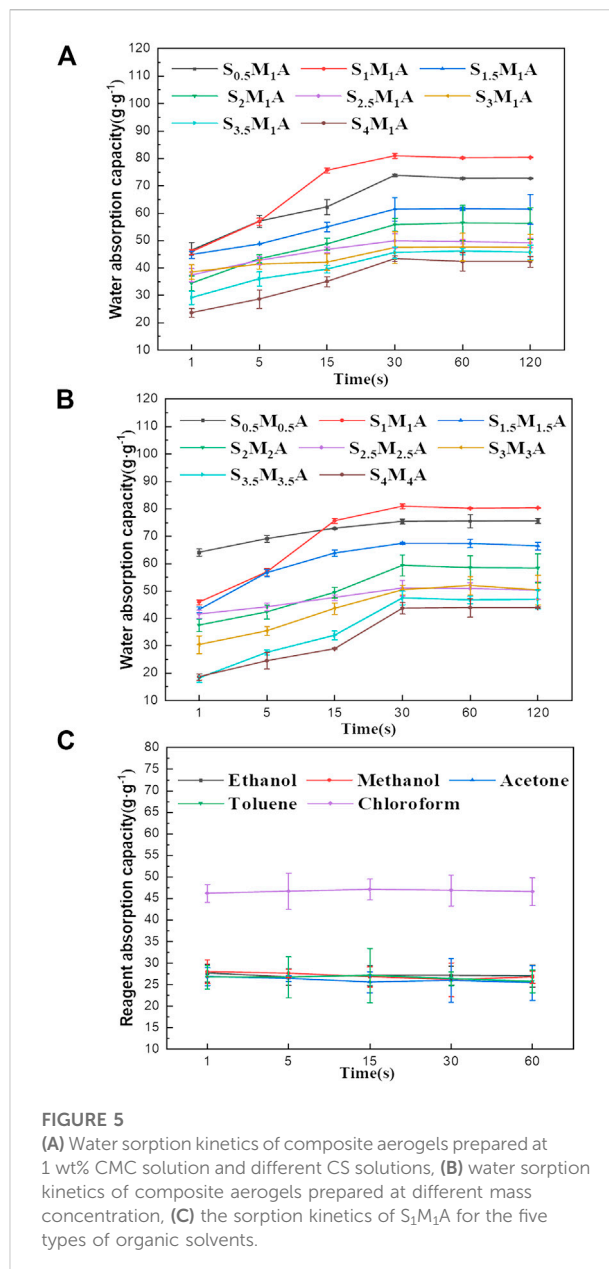 A
S₀.₅M₁A S₁M₁A S₁.₅M₁A
S₂M₁A S₂.₅M₁A S₃M₁A
S₃.₅M₁A S₄M₁A
Water absorption capacity(g·g⁻¹)
120
110
100
90
80
70
60
50
40
30
20
10
1 5 15 30 60 120
Time(s)
B
S₀.₅M₀.₅A S₁M₁A S₁.₅M₁.₅A
S₂M₂A S₂.₅M₂.₅A S₃M₃A
S₃.₅M₃.₅A S₄M₄A
Water absorption capacity(g·g⁻¹)
120
110
100
90
80
70
60
50
40
30
20
10
1 5 15 30 60 120
Time(s)
C
Ethanol Methanol Acetone
Toluene Chloroform
Reagent absorption capacity(g·g⁻¹)
80
75
70
65
60
55
50
45
40
35
30
25
20
15
10
1 5 15 30 60
Time(s)
FIGURE 5
(A) Water sorption kinetics of composite aerogels prepared at
1 wt% CMC solution and different CS solutions, (B) water sorption
kinetics of composite aerogels prepared at different mass
concentration, (C) the sorption kinetics of S₁M₁A for the five
types of organic solvents.